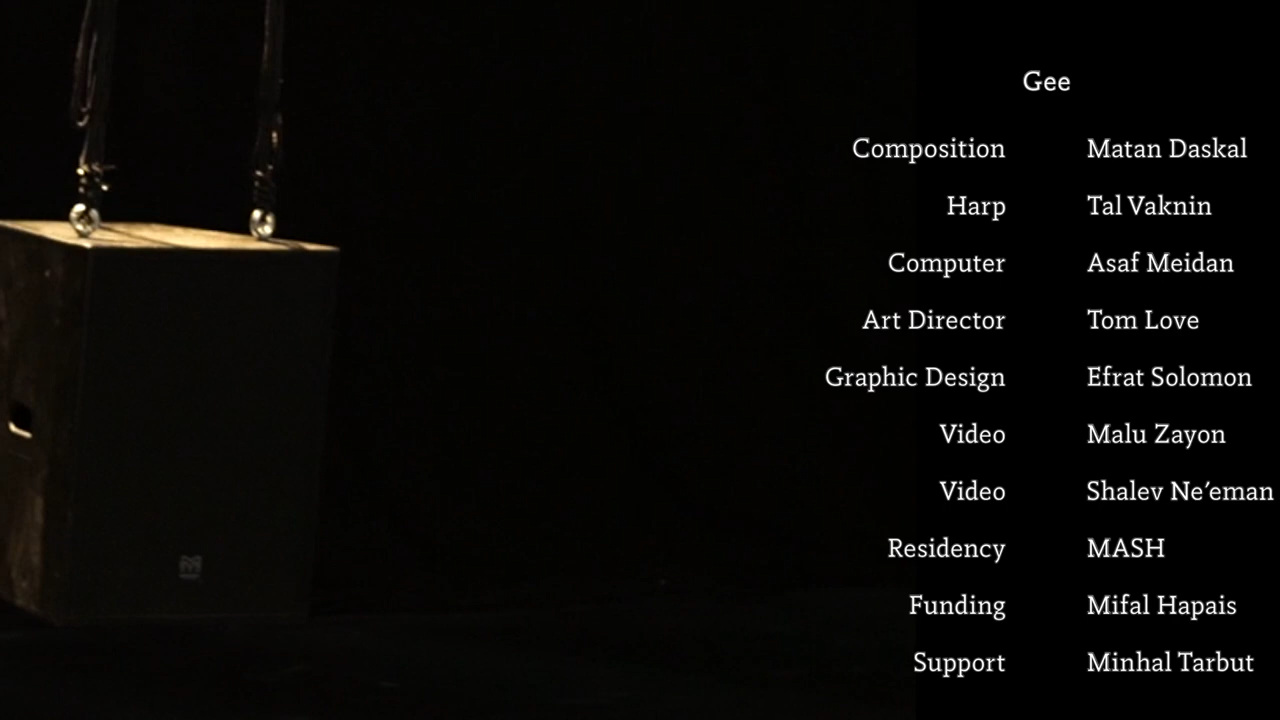 Gee
Composition Matan Daskal
Harp Tal Vaknin
Computer Asaf Meidan
Art Director Tom Love
Graphic Design Efrat Solomon
Video Malu Zayon
Video Shalev Ne'eman
Residency MASH
Funding Mifal Hapais
Support Minhal Tarbut